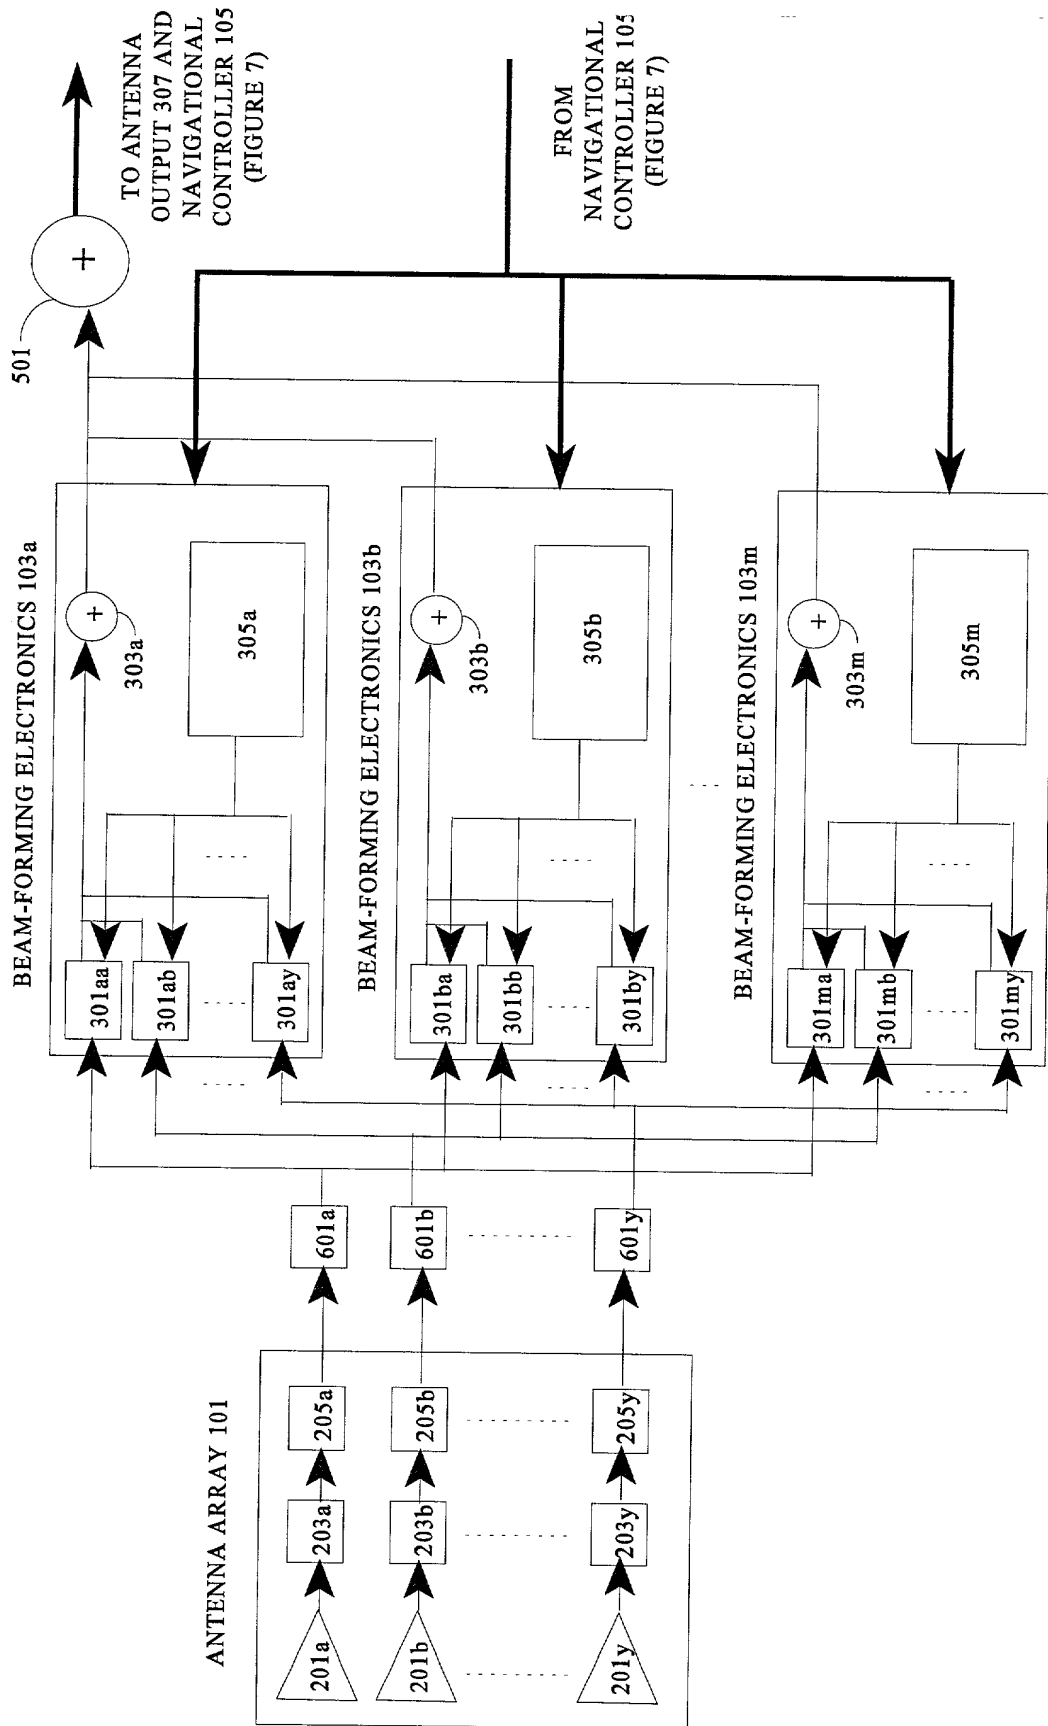 ANTENNA ARRAY 101
201a
203a
205a
601a
201b
203b
205b
601b
201y
203y
205y
601y
BEAM-FORMING ELECTRONICS 103a
301aa
301ab
301ay
303a
305a
BEAM-FORMING ELECTRONICS 103b
301ba
301bb
301by
303b
305b
BEAM-FORMING ELECTRONICS 103m
301ma
301mb
301my
303m
305m
+
+
+
501
+
TO ANTENNA
OUTPUT 307 AND
NAVIGATIONAL
CONTROLLER 105
(FIGURE 7)
FROM
NAVIGATIONAL
CONTROLLER 105
(FIGURE 7)